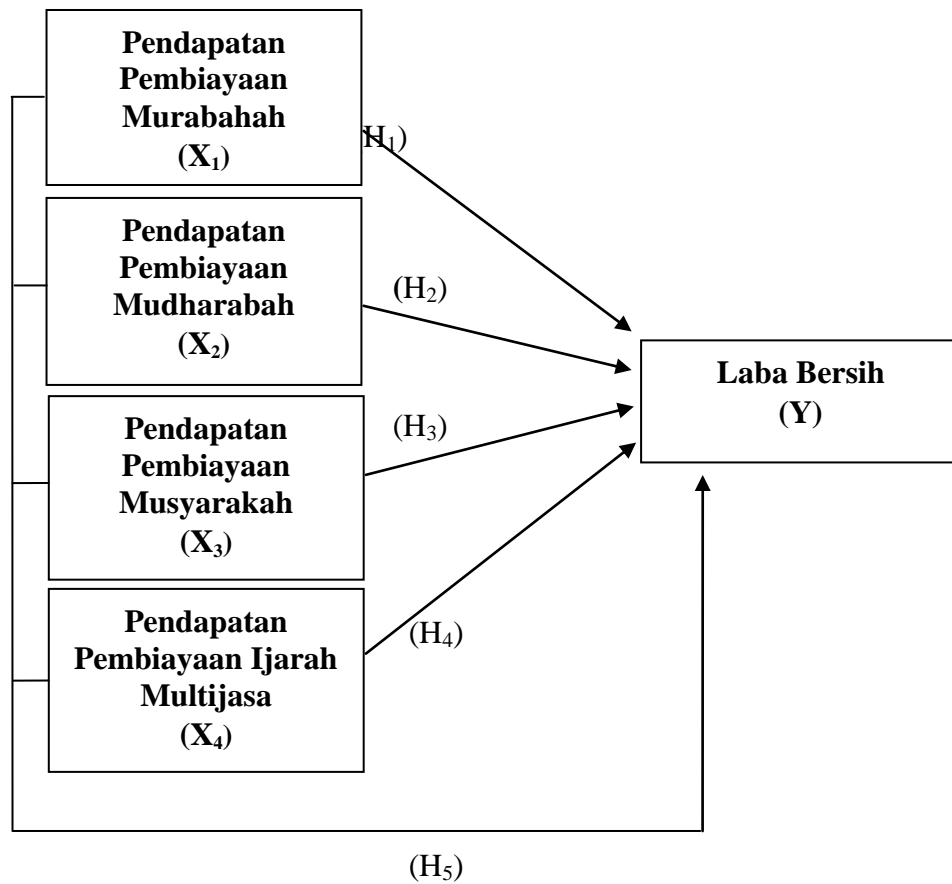 Pendapatan
Pembiayaan
Murabahah
(X₁)
H₁)
Pendapatan
Pembiayaan
Mudharabah
(X₂)
(H₂)
Laba Bersih
(Y)
Pendapatan
Pembiayaan
Musyarakah
(X₃)
(H₃)
Pendapatan
Pembiayaan Ijarah
Multijasa
(X₄)
(H₄)
(H₅)